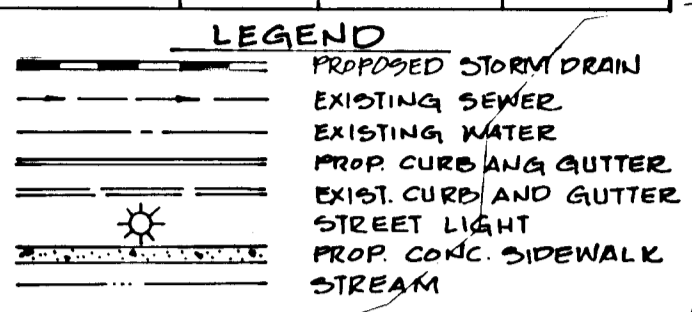 LEGEND
PROPOSED STORM DRAIN
EXISTING SEWER
EXISTING WATER
PROP. CURB ANG GUTTER
EXIST. CURB AND GUTTER
STREET LIGHT
PROP. CONC. SIDEWALK
STREAM